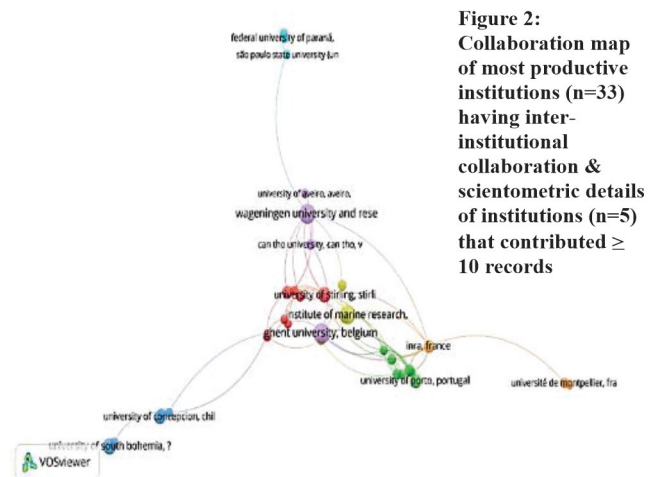 federal university of paraná,
são paulo state university-jun
university of aveiro, aveiro,
wageningen university and rese
can tho university, can tho, v
university of stirling, stirli
institute of marine research,
ghent university, belgium
inra, france
university of porto, portugal
université de montpellier, fra
university of concepcion, chil
university of south bohemia, ?
VOSviewer
Figure 2:
Collaboration map
of most productive
institutions (n=33)
having inter-
institutional
collaboration &
scientometric details
of institutions (n=5)
that contributed ≥
10 records